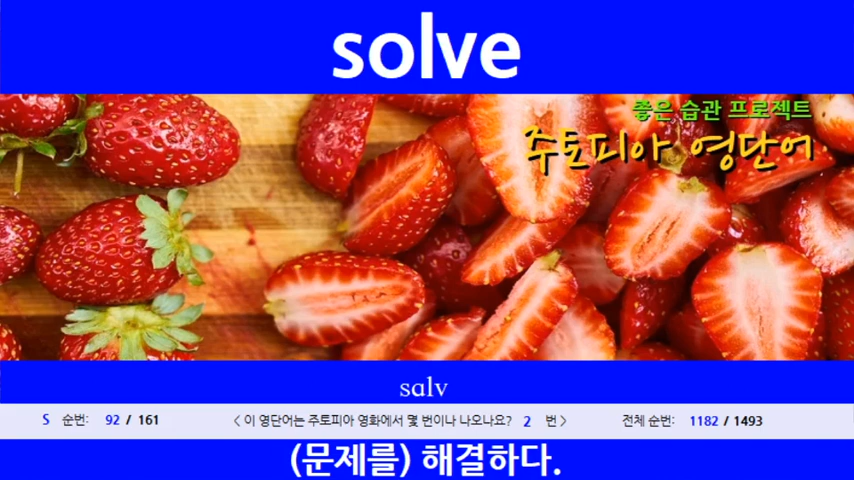 solve
좋은 습관 프로젝트
주토피아 영단어
salv
S 순번: 92 / 161 < 이 영단어는 주토피아 영화에서 몇 번이나 나오나요? 2 번 > 전체 순번: 1182 / 1493
(문제를) 해결하다.